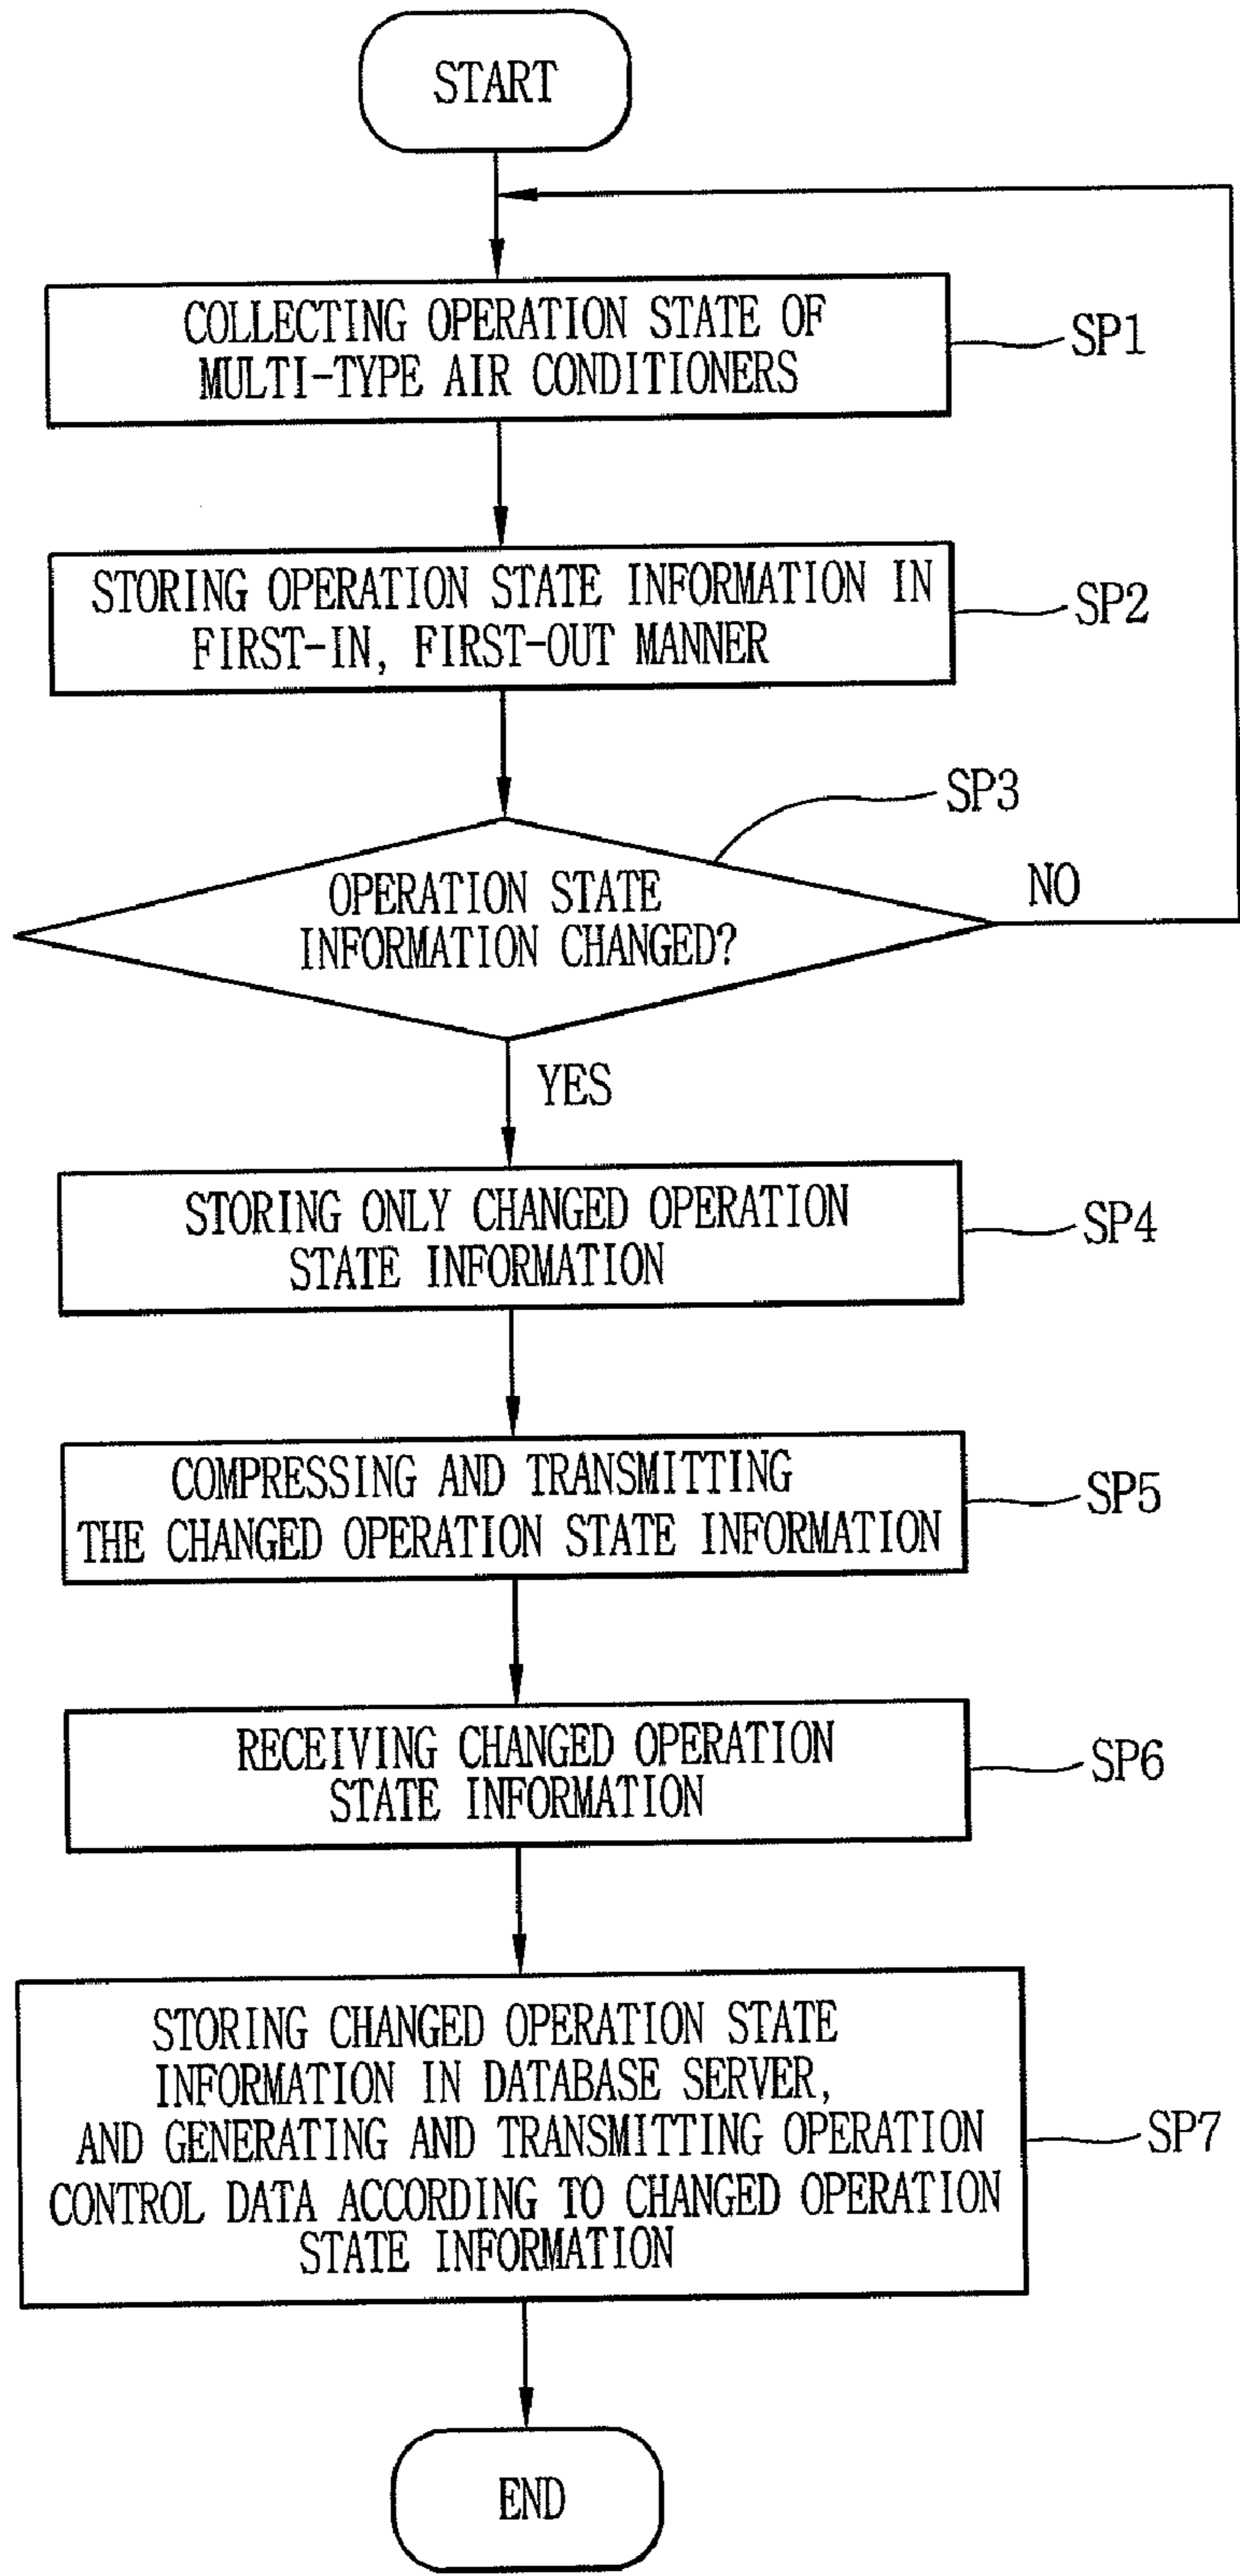 START
COLLECTING OPERATION STATE OF
MULTI-TYPE AIR CONDITIONERS
SP1
STORING OPERATION STATE INFORMATION IN
FIRST-IN, FIRST-OUT MANNER
SP2
SP3
OPERATION STATE
INFORMATION CHANGED?
NO
YES
STORING ONLY CHANGED OPERATION
STATE INFORMATION
SP4
COMPRESSING AND TRANSMITTING
THE CHANGED OPERATION STATE INFORMATION
SP5
RECEIVING CHANGED OPERATION
STATE INFORMATION
SP6
STORING CHANGED OPERATION STATE
INFORMATION IN DATABASE SERVER,
AND GENERATING AND TRANSMITTING OPERATION
CONTROL DATA ACCORDING TO CHANGED OPERATION
STATE INFORMATION
SP7
END